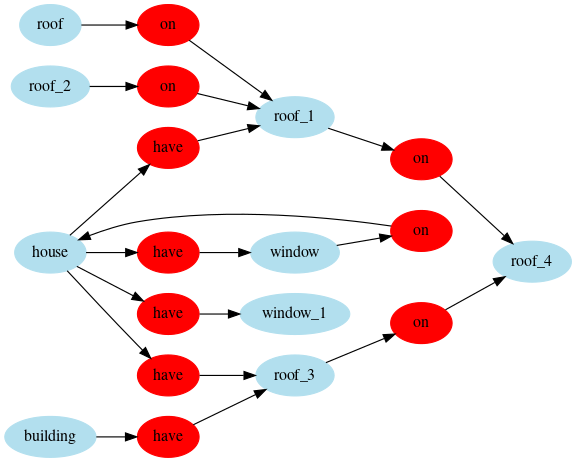 roof
on
roof_2
on
roof_1
have
on
on
house
have
window
roof_4
have
window_1
on
have
roof_3
building
have